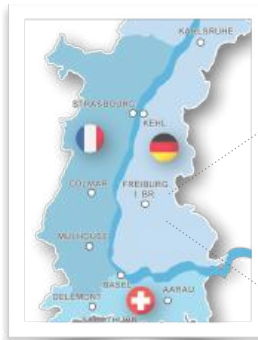 KARLSRUHE
STRASBOURG
KEHL
COLMAR
FREIBURG
I. BR.
MULHOUSE
BASEL
AARAU
DELEMONT